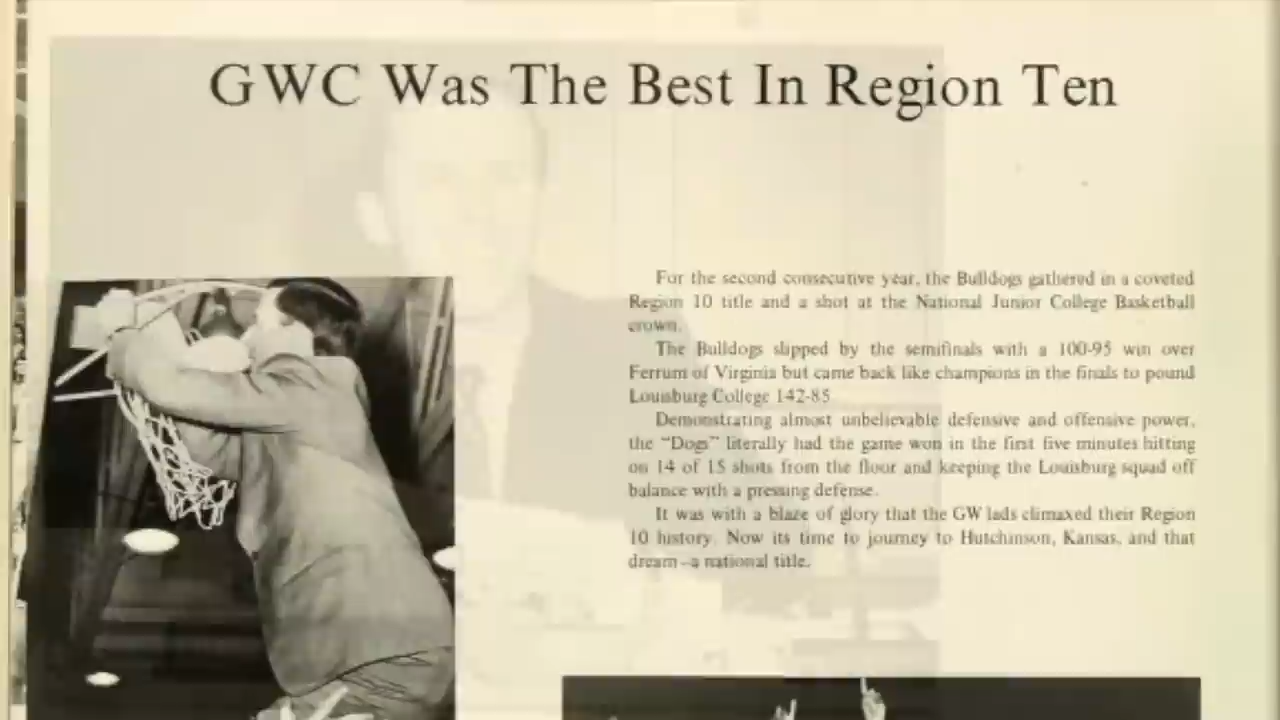 GWC Was The Best In Region Ten
For the second consecutive year, the Bulldogs gathered in a coveted
Region 10 title and a shot at the National Junior College Basketball
crown.
The Bulldogs slipped by the semifinals with a 100-95 win over
Ferrum of Virginia but came back like champions in the finals to pound
Louisburg College 142-85.
Demonstrating almost unbelievable defensive and offensive power,
the “Dogs” literally had the game won in the first five minutes hitting
on 14 of 15 shots from the floor and keeping the Louisburg squad off
balance with a pressing defense.
It was with a blaze of glory that the GW lads climaxed their Region
10 history. Now its time to journey to Hutchinson, Kansas, and that
dream–a national title.